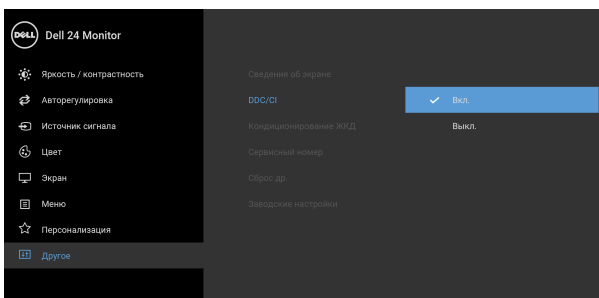 DELL
Dell 24 Monitor
Яркость / контрастность
Авторегулировка
Источник сигнала
Цвет
Экран
Меню
Персонализация
Другое
Сведения об экране
DDC/CI
Кондиционирование ЖКД
Сервисный номер
Сброс др.
Заводские настройки
Вкл.
Выкл.